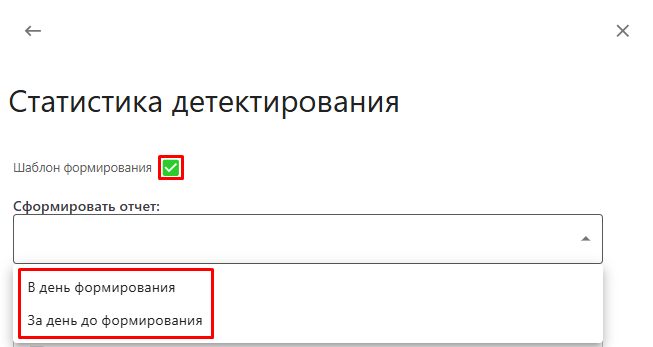 Статистика детектирования
Шаблон формирования
Сформировать отчет:
В день формирования
За день до формирования